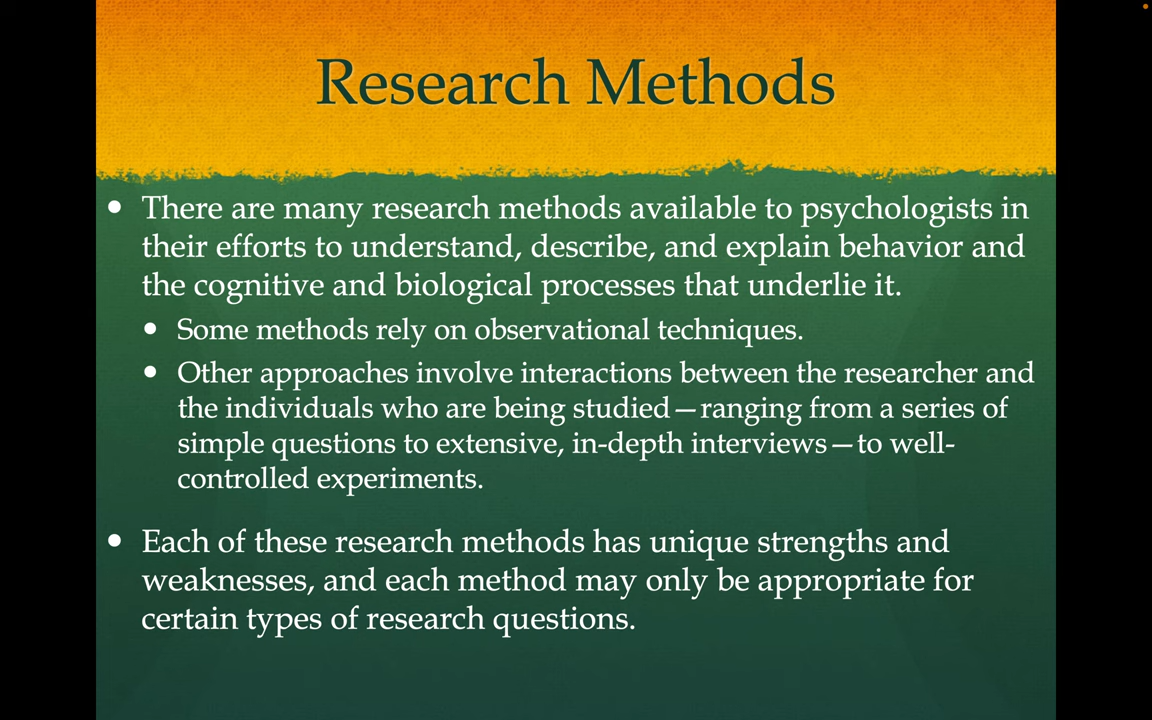 Research Methods
• There are many research methods available to psychologists in
their efforts to understand, describe, and explain behavior and
the cognitive and biological processes that underlie it.
• Some methods rely on observational techniques.
• Other approaches involve interactions between the researcher and
the individuals who are being studied—ranging from a series of
simple questions to extensive, in-depth interviews—to well-
controlled experiments.
• Each of these research methods has unique strengths and
weaknesses, and each method may only be appropriate for
certain types of research questions.